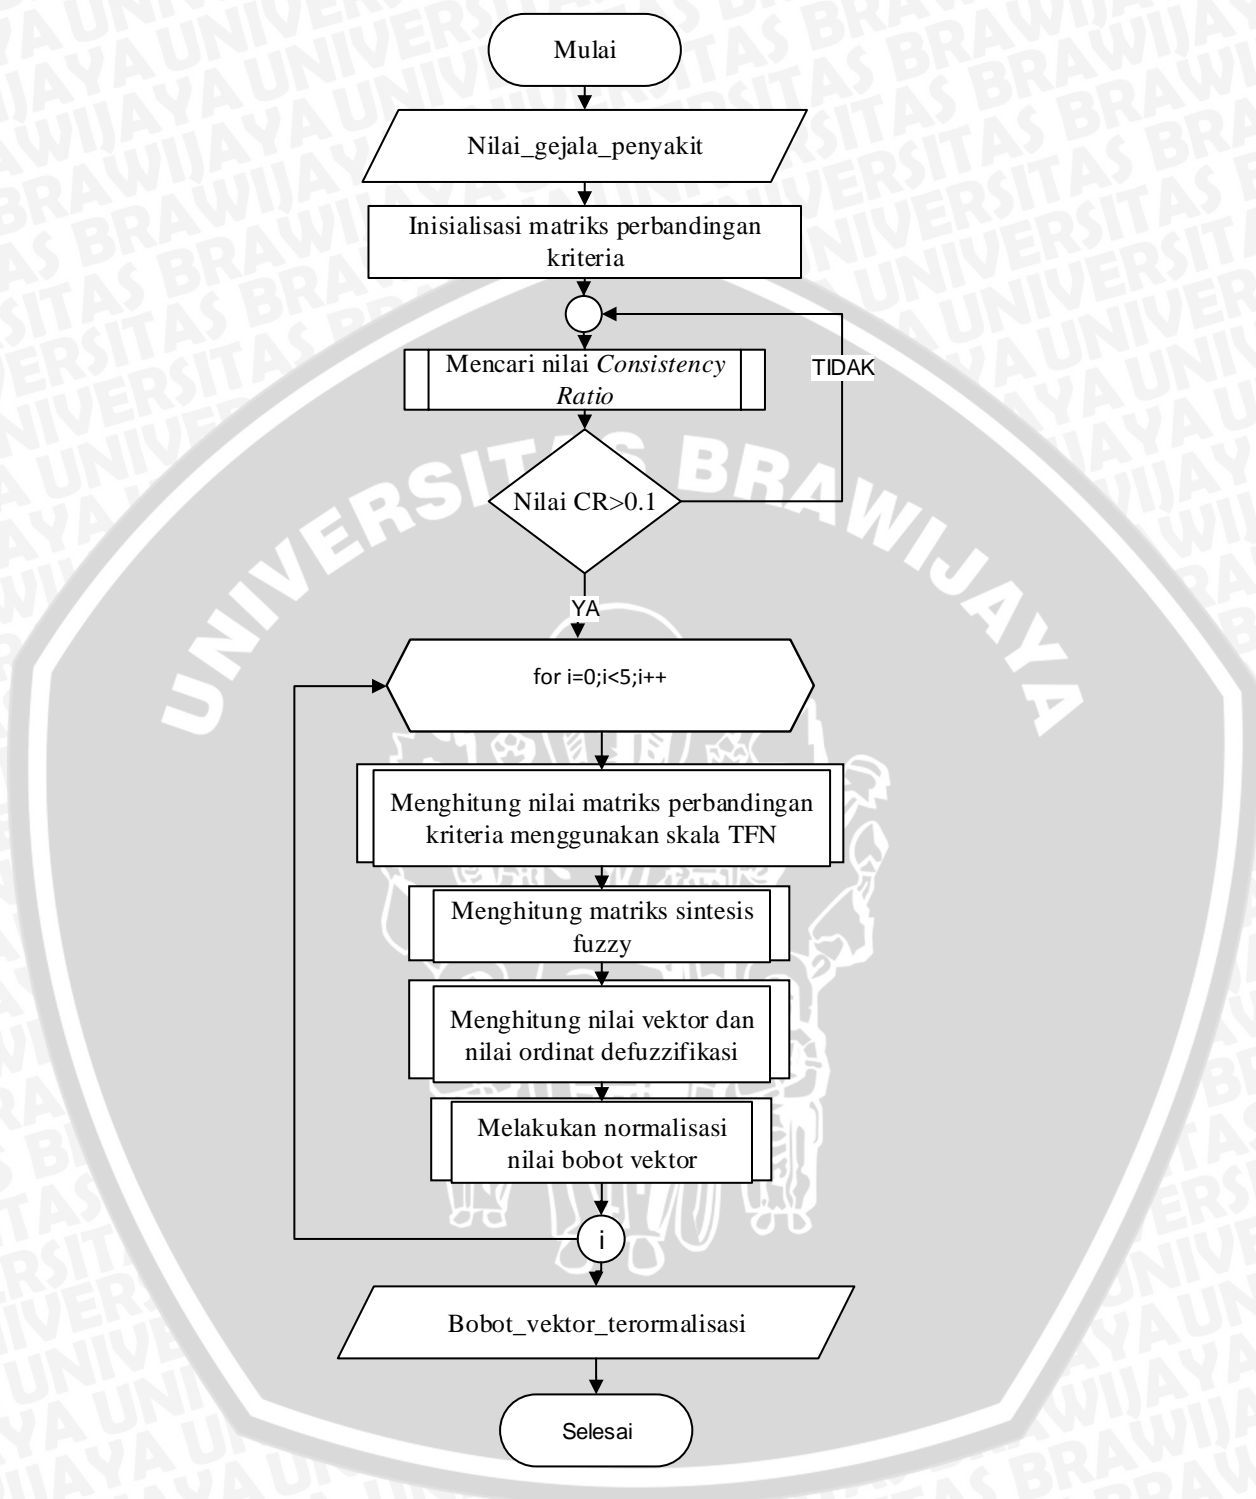 Mulai
Nilai_gejala_penyakit
Inisialisasi matriks perbandingan
kriteria
Mencari nilai Consistency
Ratio
TIDAK
Nilai CR>0.1
YA
for i=0;i<5;i++
Menghitung nilai matriks perbandingan
kriteria menggunakan skala TFN
Menghitung matriks sintesis
fuzzy
Menghitung nilai vektor dan
nilai ordinat defuzzifikasi
Melakukan normalisasi
nilai bobot vektor
i
Bobot_vektor_terormalisasi
Selesai
UNIVERSITAS BRAWIJAYA